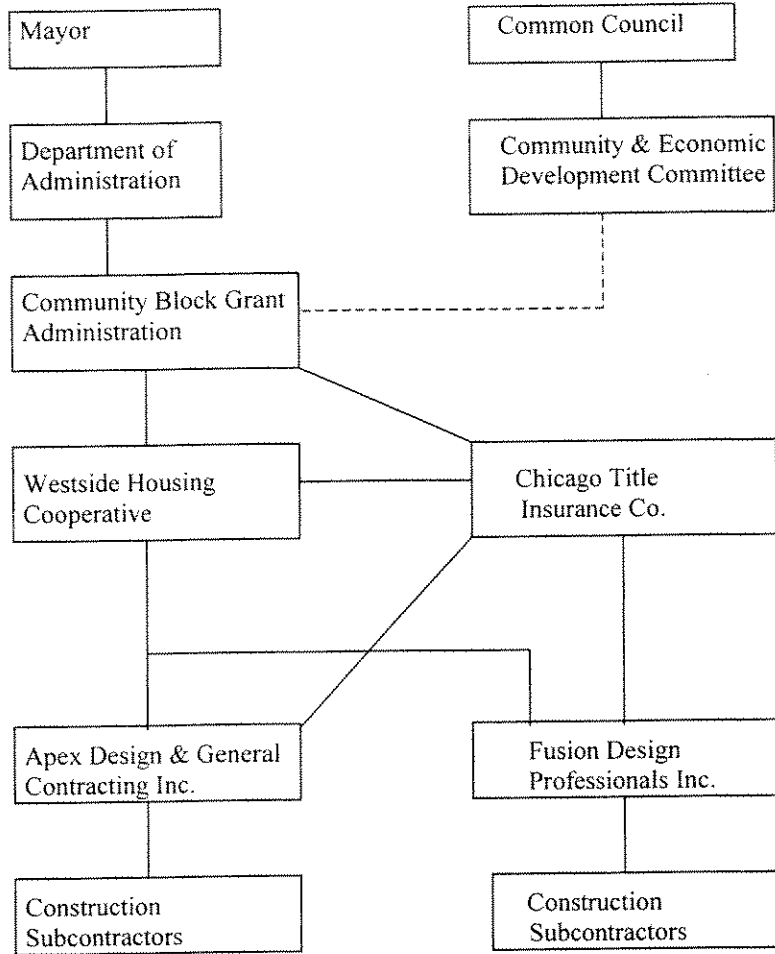 Mayor
Common Council
Department of
Administration
Community & Economic
Development Committee
Community Block Grant
Administration
Westside Housing
Cooperative
Chicago Title
Insurance Co.
Apex Design & General
Contracting Inc.
Fusion Design
Professionals Inc.
Construction
Subcontractors
Construction
Subcontractors